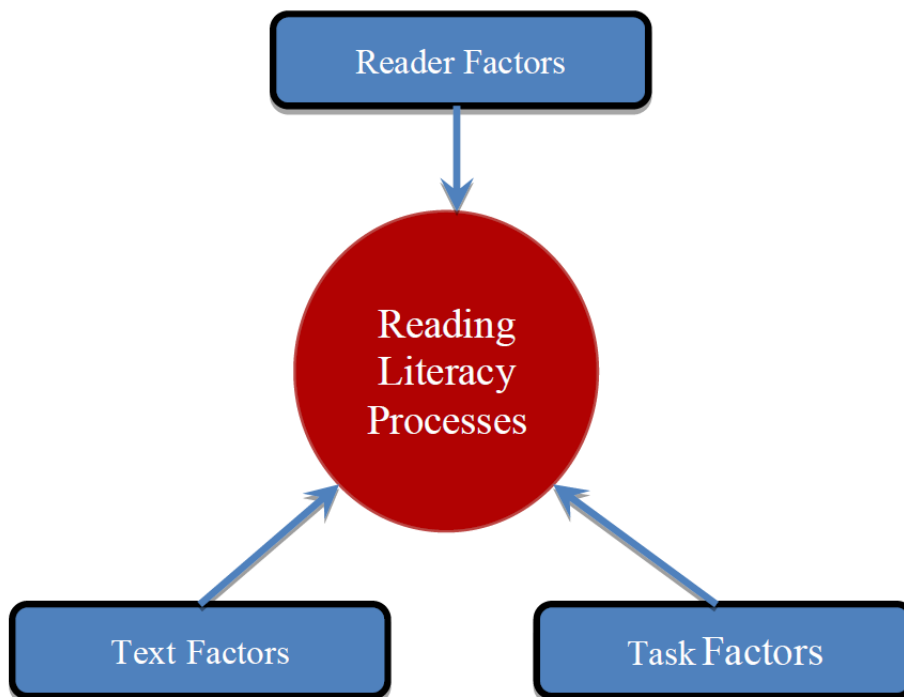 Reader Factors
Reading
Literacy
Processes
Text Factors
Task Factors